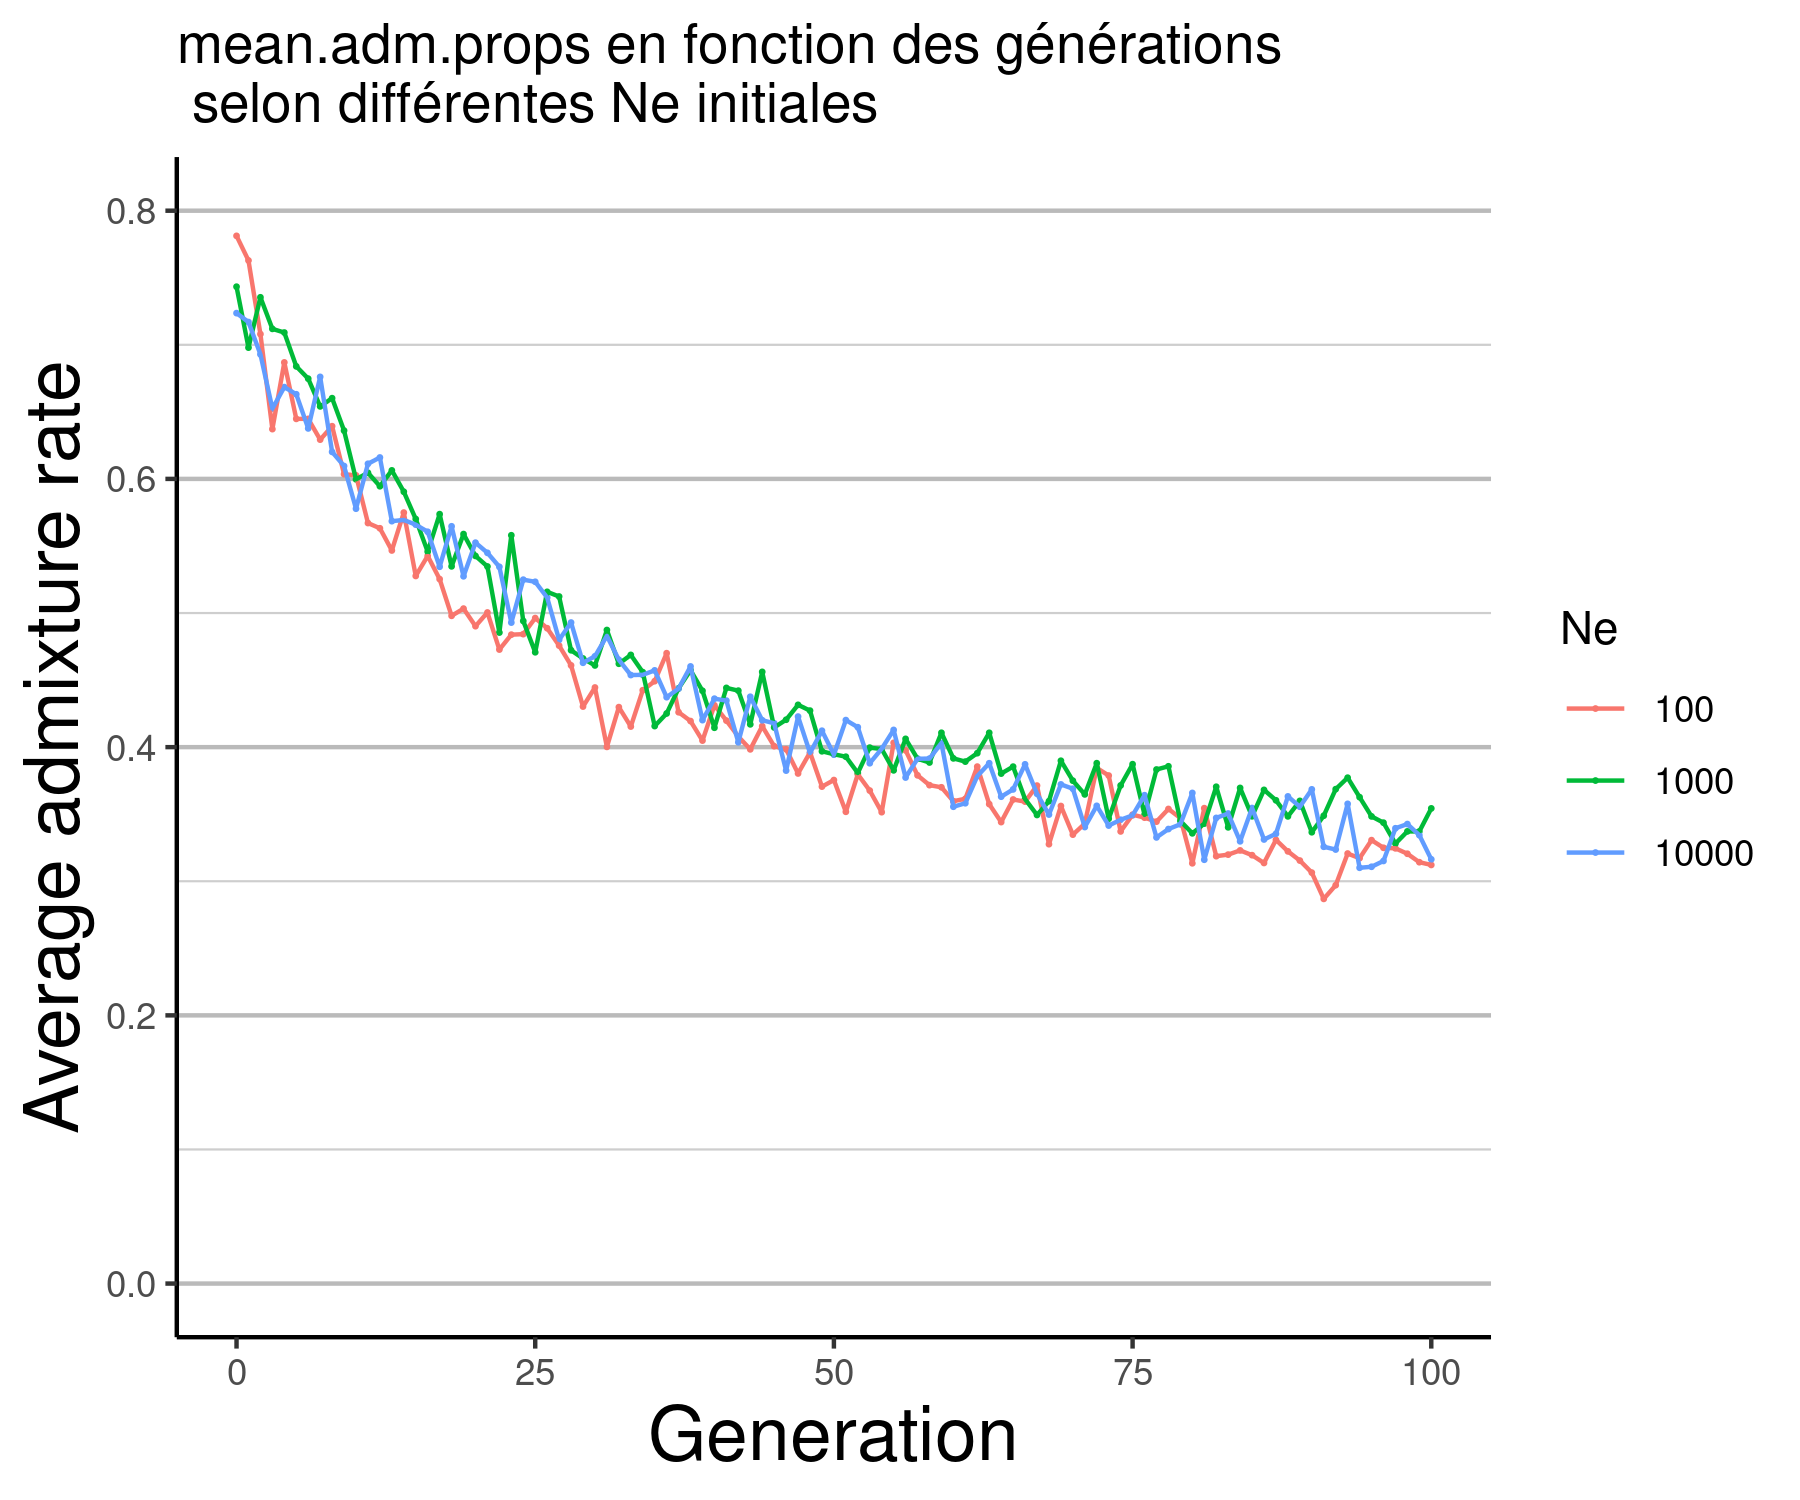 mean.adm.props en fonction des générations
selon différentes Ne initiales
Average admixture rate
0.8
0.6
0.4
0.2
0.0
0
25
50
75
100
Generation
Ne
100
1000
10000